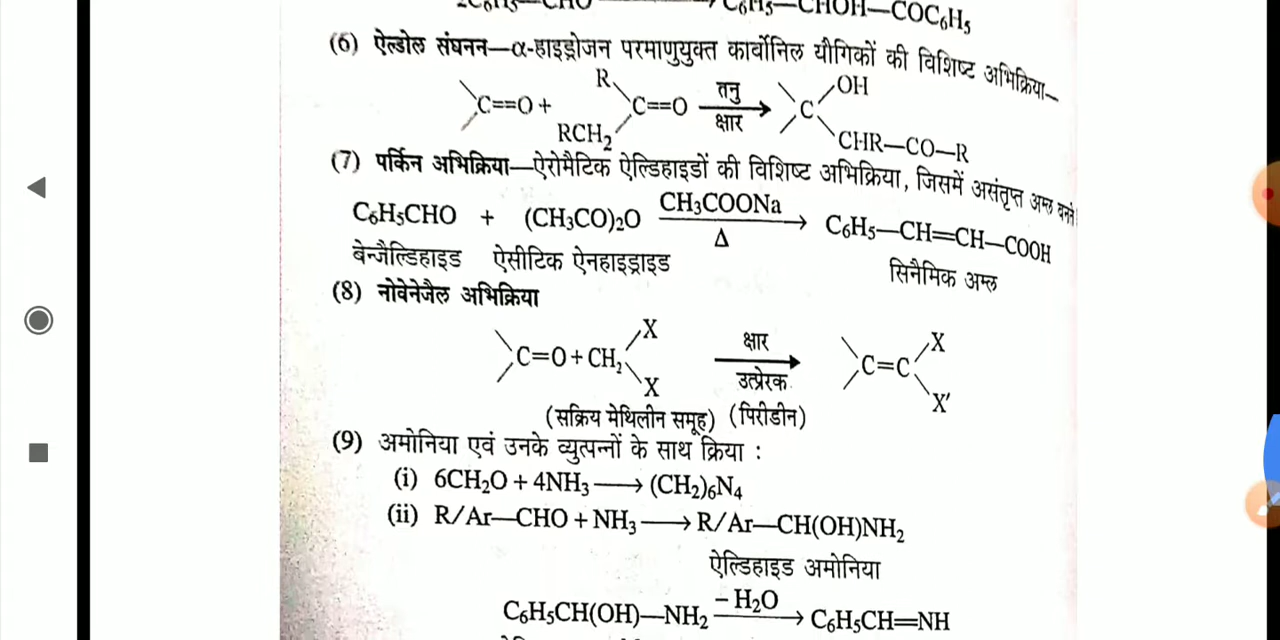 2C6H5—CHO → C6H5—CHOH—COC6H5
(6) ऐल्डोल संघनन—α-हाइड्रोजन परमाणुयुक्त कार्बोनिल यौगिकों की विशिष्ट अभिक्रिया—
C==O + R RCH₂ C==O तनु क्षार → C OH CHR—CO—R
(7) पर्किन अभिक्रिया—ऐरोमैटिक ऐल्डिहाइडों की विशिष्ट अभिक्रिया, जिसमें असंतृप्त अम्ल बनते
C₆H₅CHO + (CH₃CO)₂O CH₃COONa Δ → C₆H₅—CH=CH—COOH
बेन्जैल्डिहाइड ऐसीटिक ऐनहाइड्राइड सिनैमिक अम्ल
(8) नोवेनेजैल अभिक्रिया
C=O + CH₂ X X क्षार उत्प्रेरक → C=C X X′
(सक्रिय मेथिलीन समूह) (पिरीडीन)
(9) अमोनिया एवं उनके व्युत्पन्नों के साथ क्रिया :
(i) 6CH₂O + 4NH₃ ⟶ (CH₂)₆N₄
(ii) R/Ar—CHO + NH₃ ⟶ R/Ar—CH(OH)NH₂
ऐल्डिहाइड अमोनिया
C₆H₅CH(OH)—NH₂ – H₂O → C₆H₅CH=NH